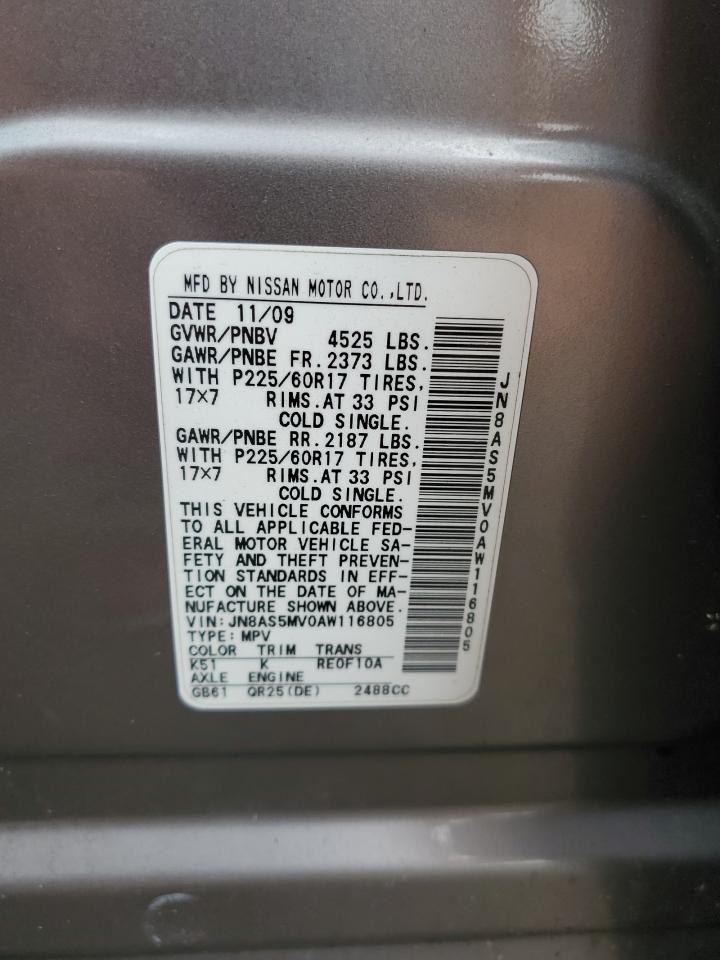 MFD BY NISSAN MOTOR CO.,LTD.
DATE 11/09
GVWR/PNBV 4525 LBS.
GAWR/PNBE FR. 2373 LBS.
WITH P225/60R17 TIRES,
17×7 RIMS. AT 33 PSI
COLD SINGLE.
GAWR/PNBE RR. 2187 LBS.
WITH P225/60R17 TIRES,
17×7 RIMS. AT 33 PSI
COLD SINGLE.
THIS VEHICLE CONFORMS
TO ALL APPLICABLE FED-
ERAL MOTOR VEHICLE SA-
FETY AND THEFT PREVEN-
TION STANDARDS IN EFF-
ECT ON THE DATE OF MA-
NUFACTURE SHOWN ABOVE.
VIN: JN8AS5MV0AW116805
TYPE: MPV
COLOR TRIM TRANS
K51 K RE0F10A
AXLE ENGINE
GB61 QR25(DE) 2488CC
JN8AS5MV0AW116805